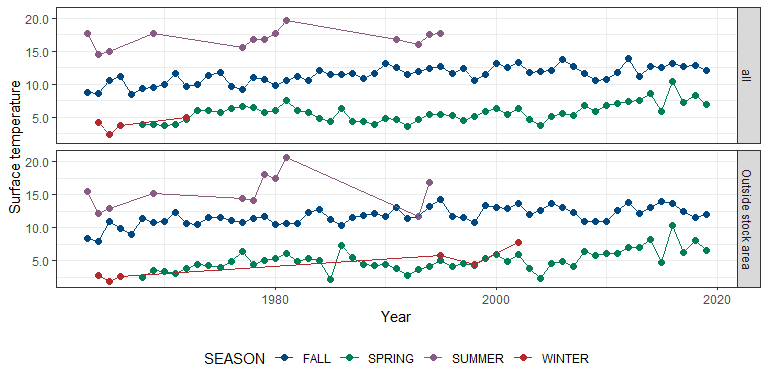 Surface temperature
20.0
15.0
10.0
5.0
all
20.0
15.0
10.0
5.0
Outside stock area
1980
2000
2020
Year
SEASON FALL SPRING SUMMER WINTER